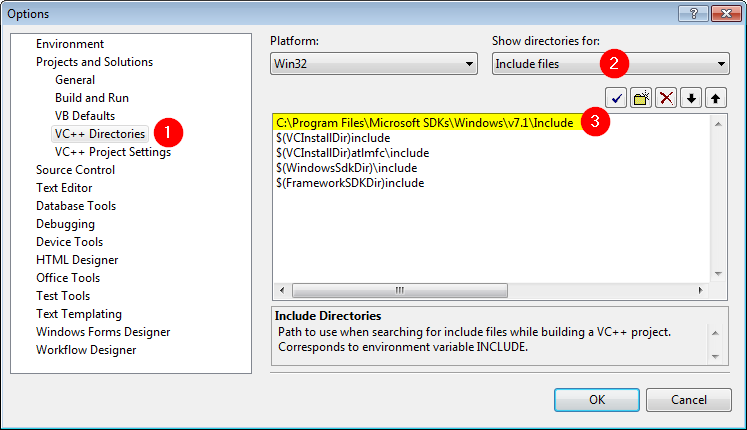 Options
Environment
Projects and Solutions
General
Build and Run
VB Defaults
VC++ Directories 1
VC++ Project Settings
Source Control
Text Editor
Database Tools
Debugging
Device Tools
HTML Designer
Office Tools
Test Tools
Text Templating
Windows Forms Designer
Workflow Designer
Platform:
Win32
Show directories for:
Include files 2
C:\Program Files\Microsoft SDKs\Windows\v7.1\Include 3
$(VCInstallDir)include
$(VCInstallDir)atlmfc\include
$(WindowsSdkDir)\include
$(FrameworkSDKDir)include
Include Directories
Path to use when searching for include files while building a VC++ project.
Corresponds to environment variable INCLUDE.
OK
Cancel